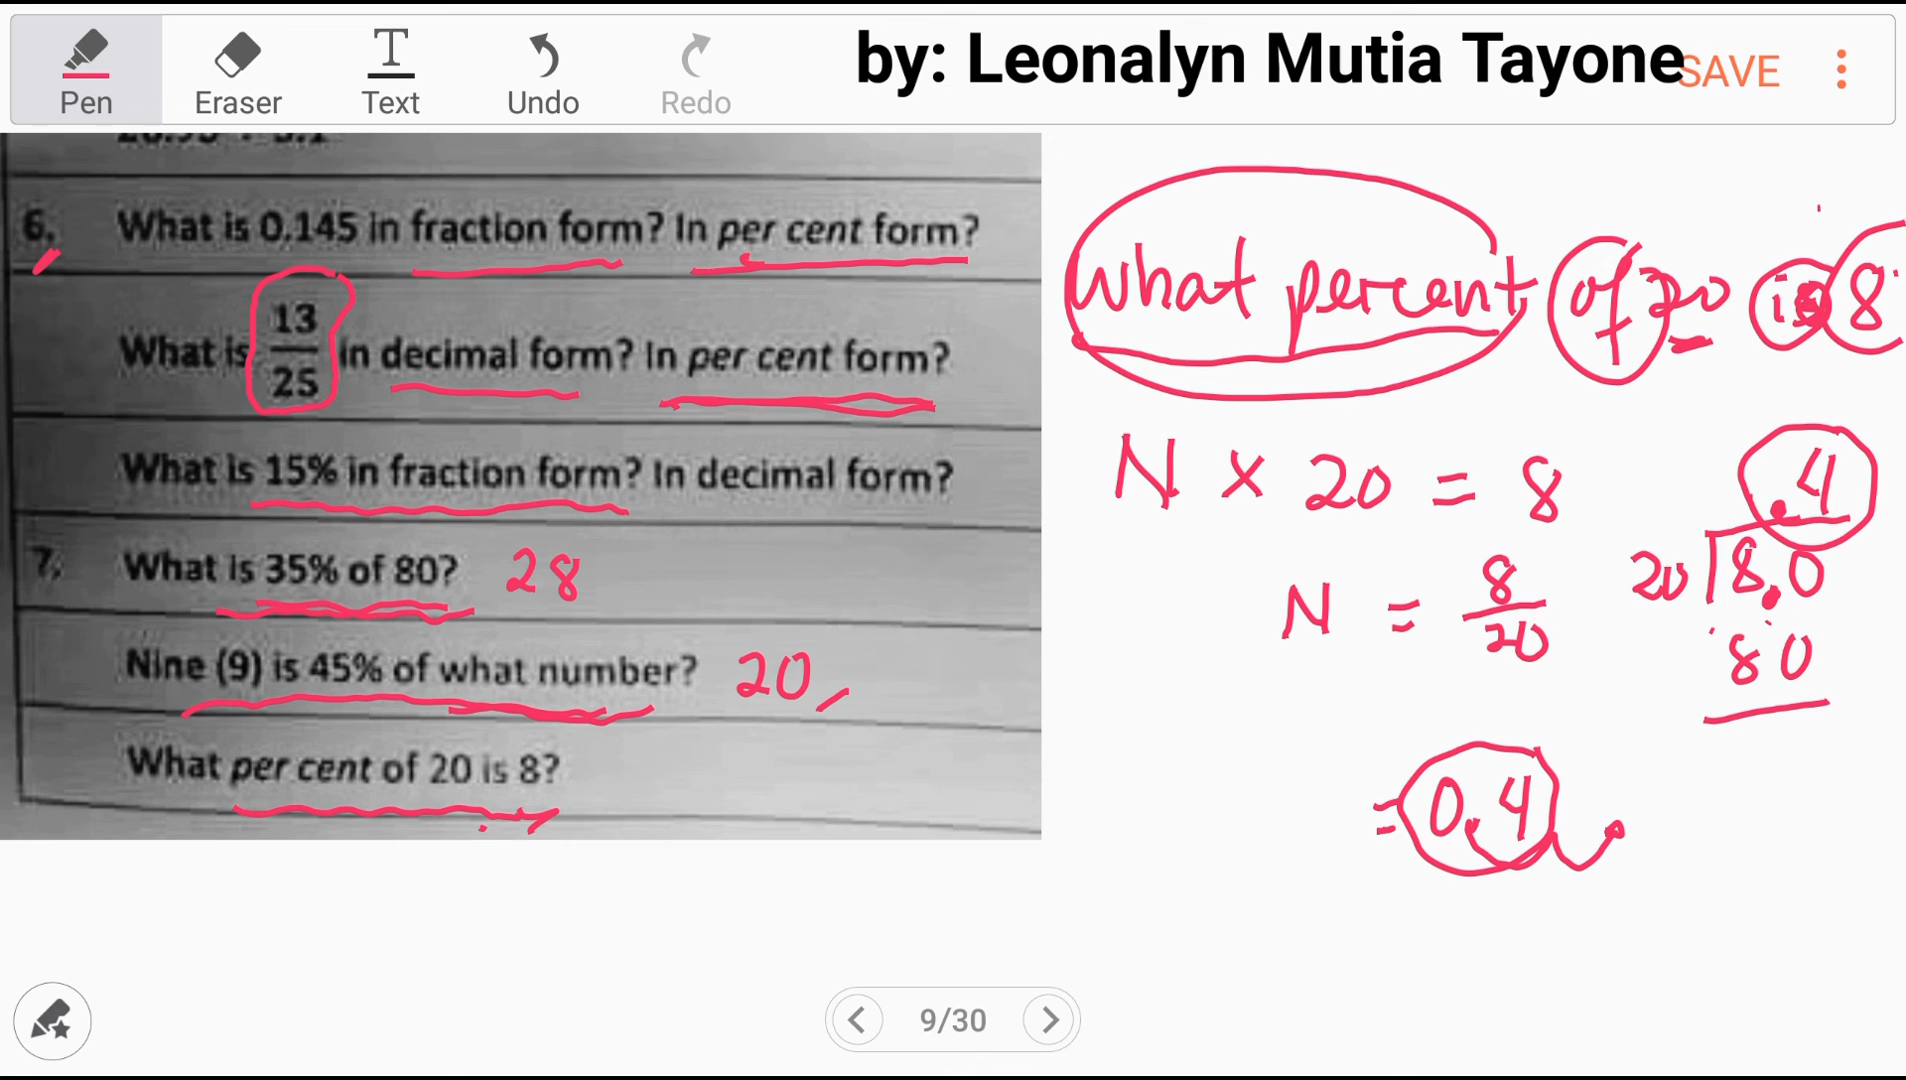 Pen
Eraser
Text
Undo
Redo
by: Leonalyn Mutia Tayone
SAVE
6. What is 0.145 in fraction form? In per cent form?
What is 13/25 in decimal form? In per cent form?
What is 15% in fraction form? In decimal form?
7. What is 35% of 80? 28
Nine (9) is 45% of what number? 20
What per cent of 20 is 8?
What percent of 20 is 8
N x 20 = 8
N = 8/20
.4
20 8.0
80
= 0.4
9/30